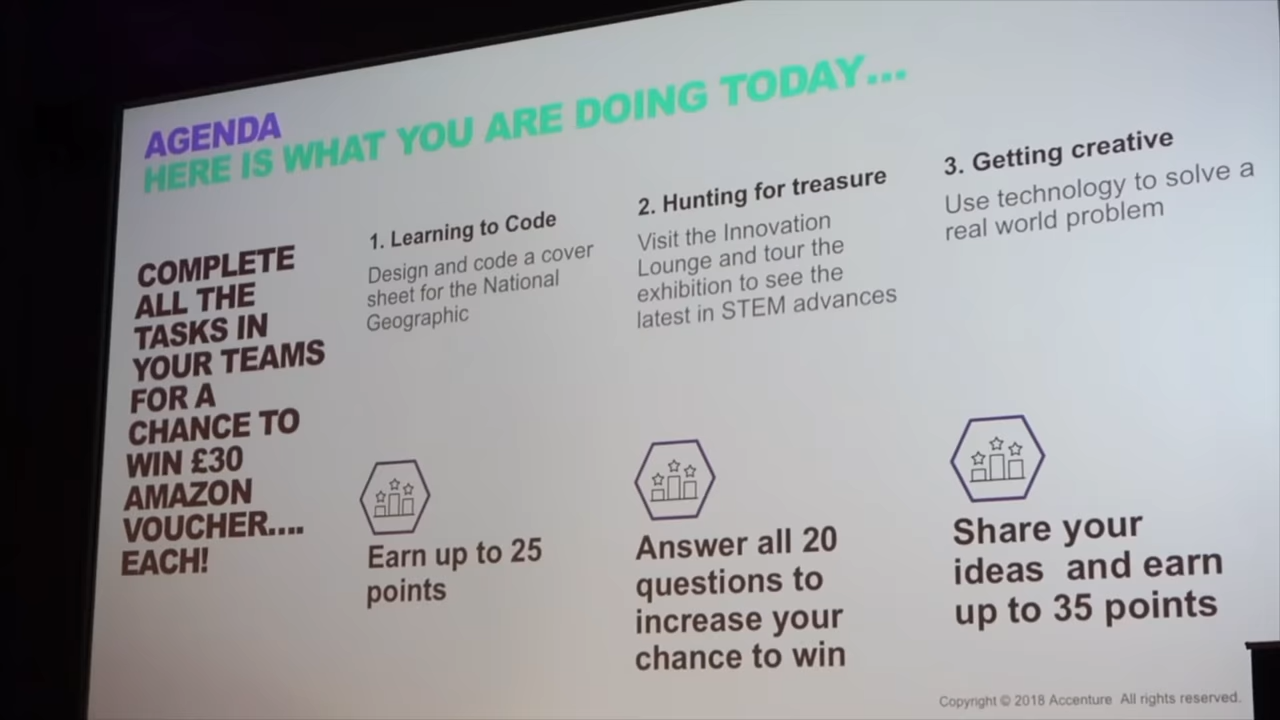 AGENDA
HERE IS WHAT YOU ARE DOING TODAY...
COMPLETE
ALL THE
TASKS IN
YOUR TEAMS
FOR A
CHANCE TO
WIN £30
AMAZON
VOUCHER....
EACH!
1. Learning to Code
Design and code a cover
sheet for the National
Geographic
Earn up to 25
points
2. Hunting for treasure
Visit the Innovation
Lounge and tour the
exhibition to see the
latest in STEM advances
Answer all 20
questions to
increase your
chance to win
3. Getting creative
Use technology to solve a
real world problem
Share your
ideas and earn
up to 35 points
Copyright © 2018 Accenture All rights reserved.